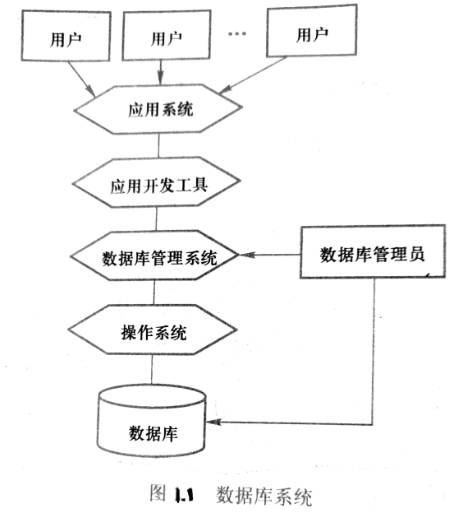 用户 用户 … 用户
应用系统
应用开发工具
数据库管理系统 数据库管理员
操作系统
数据库
图 1.1 数据库系统